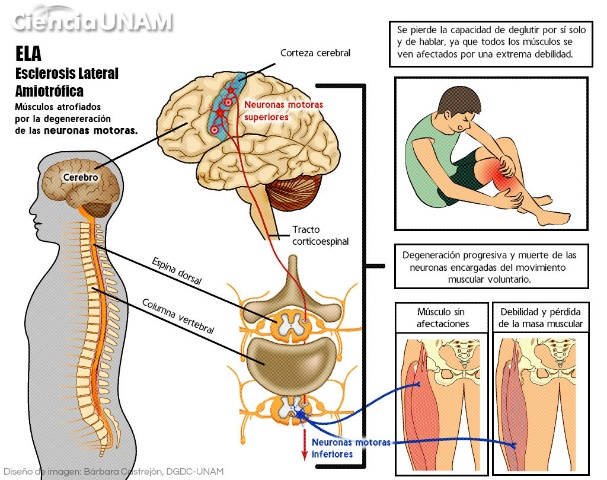 Ciencia UNAM
ELA
Esclerosis Lateral
Amiotrófica
Músculos atrofiados
por la degenereración
de las neuronas motoras.
Cerebro
Espina dorsal
Columna vertebral
Corteza cerebral
Neuronas motoras
superiores
Tracto
corticoespinal
Neuronas motoras
inferiores
Se pierde la capacidad de deglutir por sí solo
y de hablar, ya que todos los músculos se
ven afectados por una extrema debilidad.
Degeneración progresiva y muerte de las
neuronas encargadas del movimiento
muscular voluntario.
Músculo sin
afectaciones
Debilidad y pérdida
de la masa muscular
Diseño de imagen: Bárbara Castrejón, DGDC-UNAM